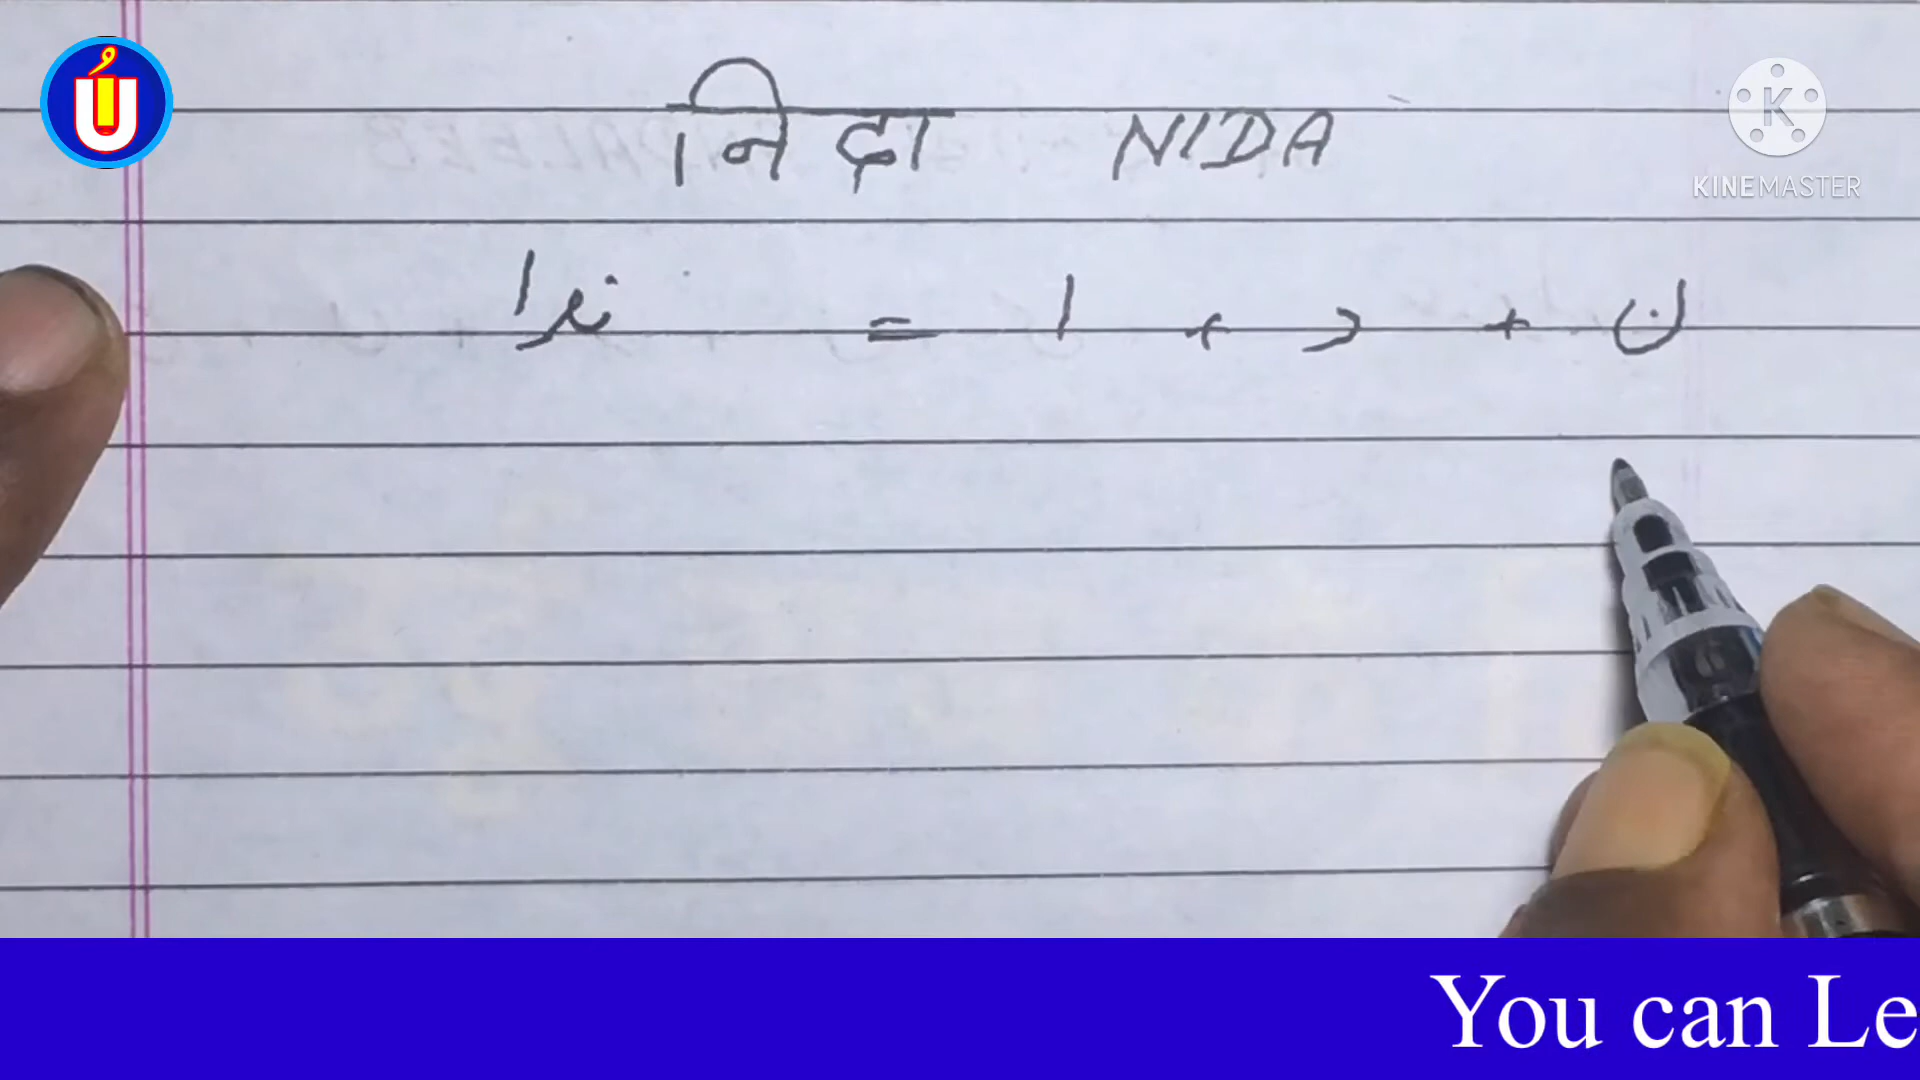 निदा NIDA
ندا = ا + د + ن
KINEMASTER
You can Le